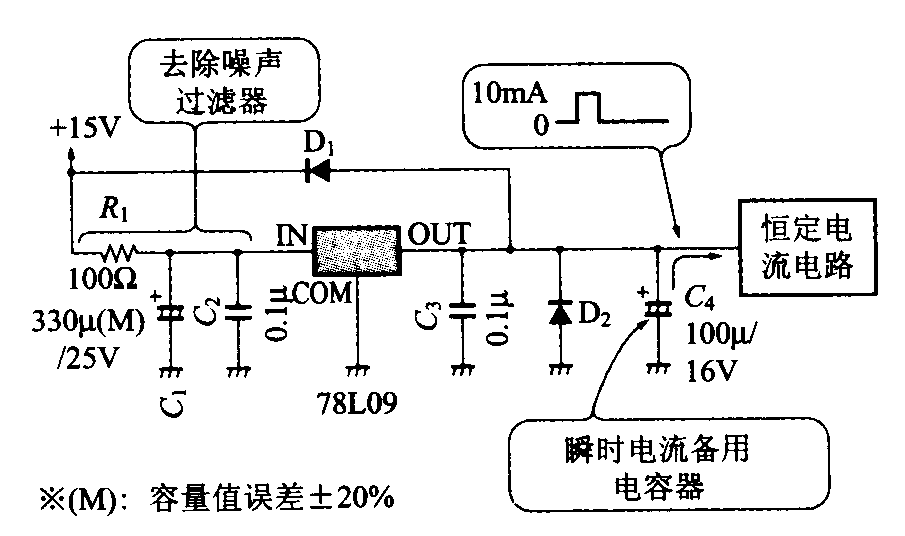 去除噪声
过滤器
10mA
0
+15V
D₁
R₁
IN
OUT
恒定电
流电路
100Ω
COM
330μ(M)
/25V
C₁
C₂
0.1μ
C₃
0.1μ
D₂
C₄
100μ/
16V
78L09
瞬时电流备用
电容器
※(M): 容量值误差±20%